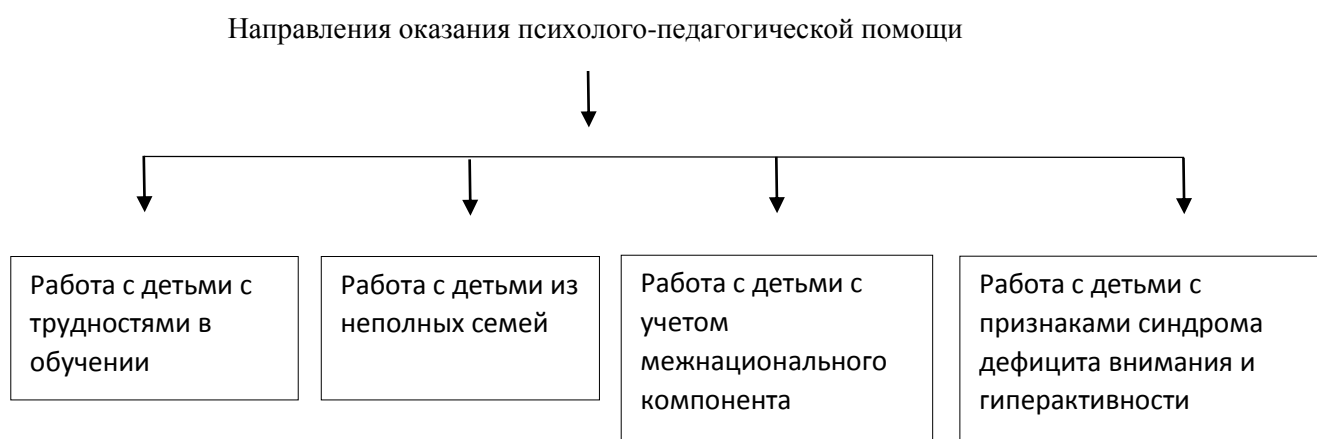 Направления оказания психолого-педагогической помощи
Работа с детьми с
трудностями в
обучении
Работа с детьми из
неполных семей
Работа с детьми с
учетом
межнационального
компонента
Работа с детьми с
признаками синдрома
дефицита внимания и
гиперактивности